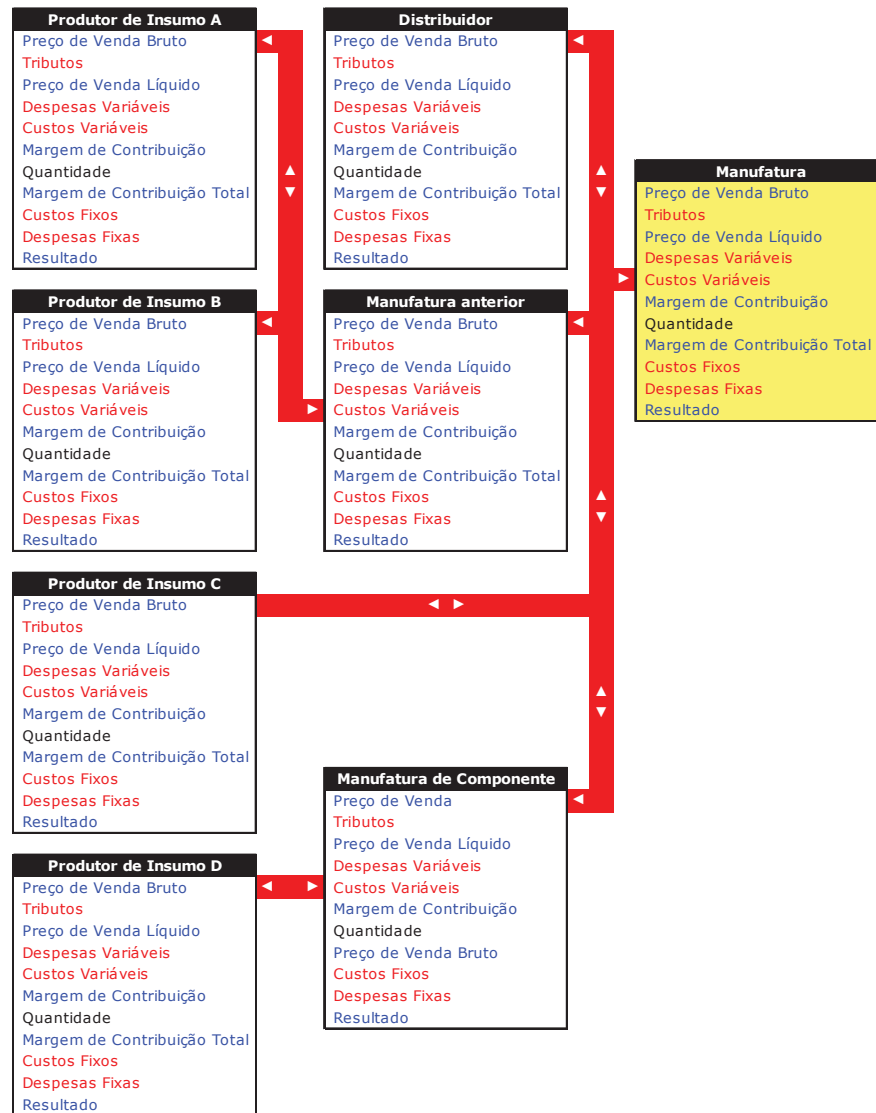 Produtor de Insumo A
Preço de Venda Bruto
Tributos
Preço de Venda Líquido
Despesas Variáveis
Custos Variáveis
Margem de Contribuição
Quantidade
Margem de Contribuição Total
Custos Fixos
Despesas Fixas
Resultado
Distribuidor
Preço de Venda Bruto
Tributos
Preço de Venda Líquido
Despesas Variáveis
Custos Variáveis
Margem de Contribuição
Quantidade
Margem de Contribuição Total
Custos Fixos
Despesas Fixas
Resultado
Manufatura
Preço de Venda Bruto
Tributos
Preço de Venda Líquido
Despesas Variáveis
Custos Variáveis
Margem de Contribuição
Quantidade
Margem de Contribuição Total
Custos Fixos
Despesas Fixas
Resultado
Produtor de Insumo B
Preço de Venda Bruto
Tributos
Preço de Venda Líquido
Despesas Variáveis
Custos Variáveis
Margem de Contribuição
Quantidade
Margem de Contribuição Total
Custos Fixos
Despesas Fixas
Resultado
Manufatura anterior
Preço de Venda Bruto
Tributos
Preço de Venda Líquido
Despesas Variáveis
Custos Variáveis
Margem de Contribuição
Quantidade
Margem de Contribuição Total
Custos Fixos
Despesas Fixas
Resultado
Produtor de Insumo C
Preço de Venda Bruto
Tributos
Preço de Venda Líquido
Despesas Variáveis
Custos Variáveis
Margem de Contribuição
Quantidade
Margem de Contribuição Total
Custos Fixos
Despesas Fixas
Resultado
Manufatura de Componente
Preço de Venda
Tributos
Preço de Venda Líquido
Despesas Variáveis
Custos Variáveis
Margem de Contribuição
Quantidade
Preço de Venda Bruto
Custos Fixos
Despesas Fixas
Resultado
Produtor de Insumo D
Preço de Venda Bruto
Tributos
Preço de Venda Líquido
Despesas Variáveis
Custos Variáveis
Margem de Contribuição
Quantidade
Margem de Contribuição Total
Custos Fixos
Despesas Fixas
Resultado